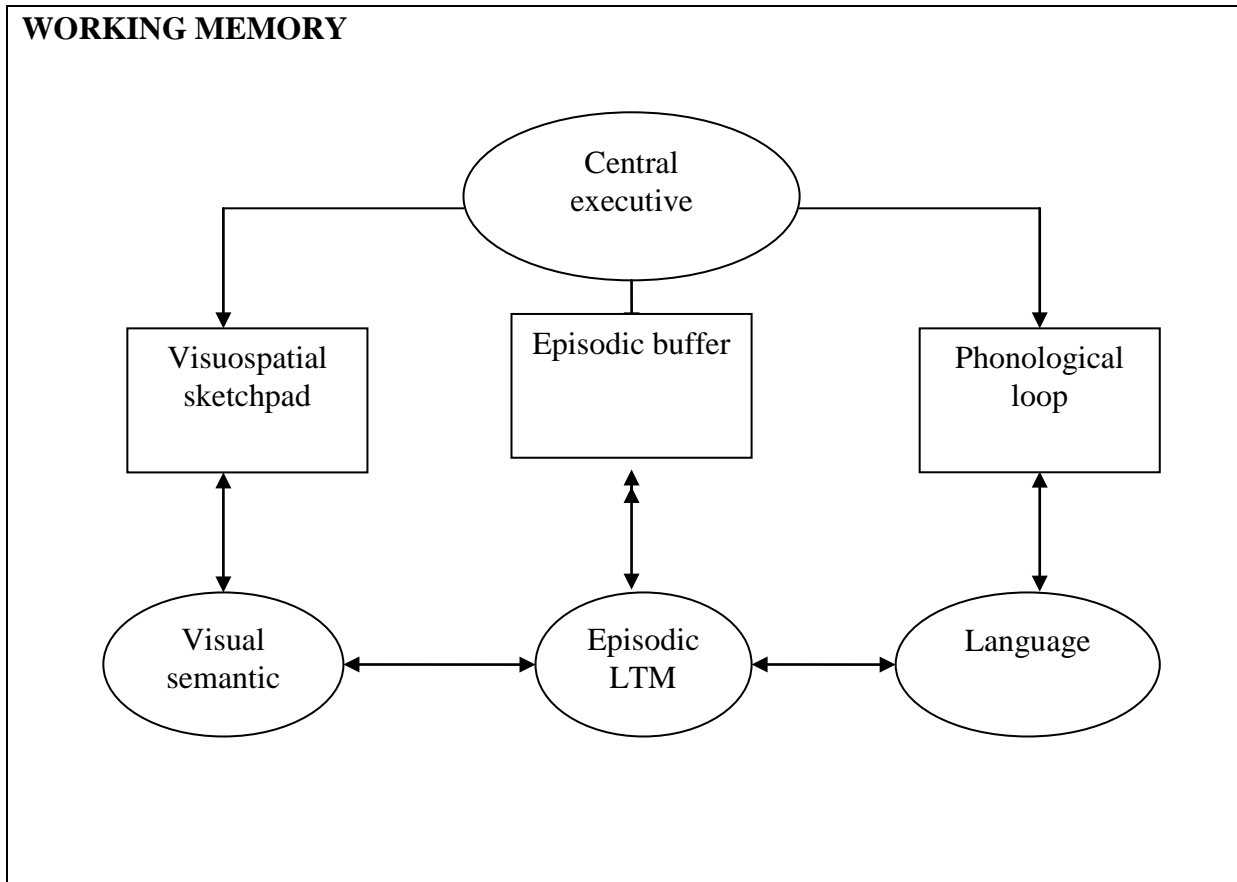 WORKING MEMORY
Central
executive
Visuospatial
sketchpad
Episodic buffer
Phonological
loop
Visual
semantic
Episodic
LTM
Language